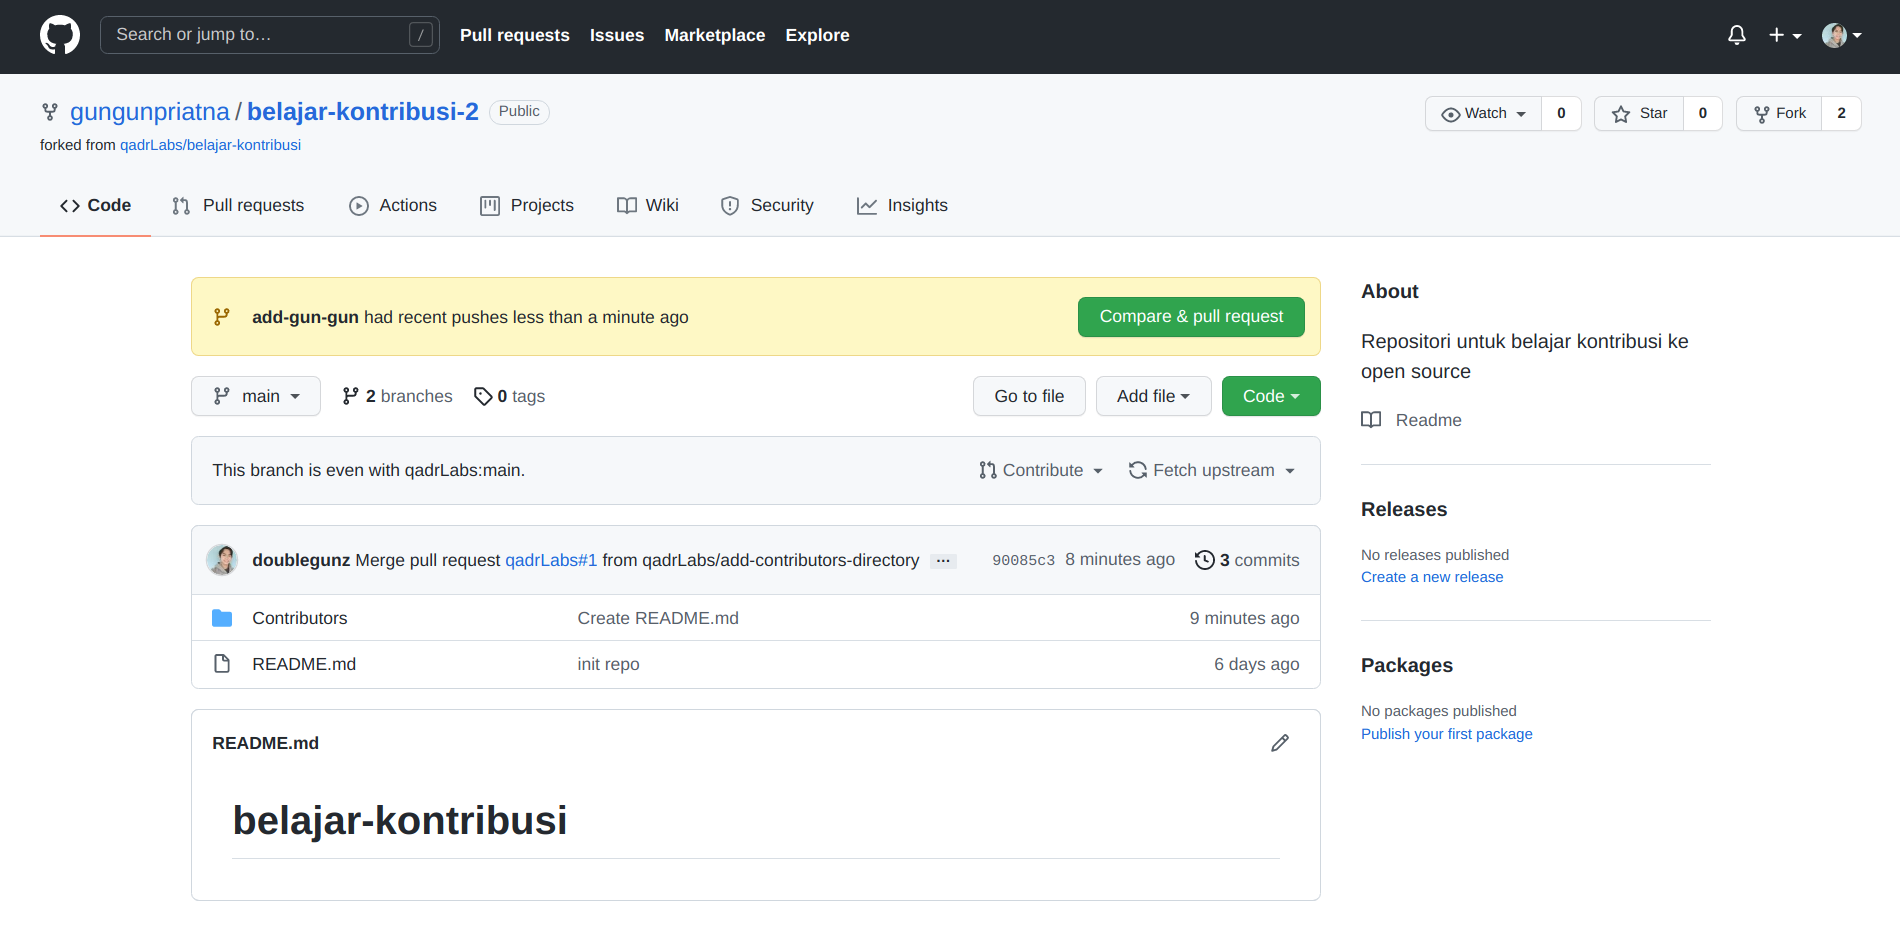 Search or jump to… /
Pull requests Issues Marketplace Explore
gungunpriatna / belajar-kontribusi-2 Public
Watch 0 Star 0 Fork 2
forked from qadrLabs/belajar-kontribusi
Code Pull requests Actions Projects Wiki Security Insights
add-gun-gun had recent pushes less than a minute ago Compare & pull request
main 2 branches 0 tags Go to file Add file Code
This branch is even with qadrLabs:main. Contribute Fetch upstream
doublegunz Merge pull request qadrLabs#1 from qadrLabs/add-contributors-directory ... 90085c3 8 minutes ago 3 commits
Contributors Create README.md 9 minutes ago
README.md init repo 6 days ago
README.md
belajar-kontribusi
About
Repositori untuk belajar kontribusi ke
open source
Readme
Releases
No releases published
Create a new release
Packages
No packages published
Publish your first package